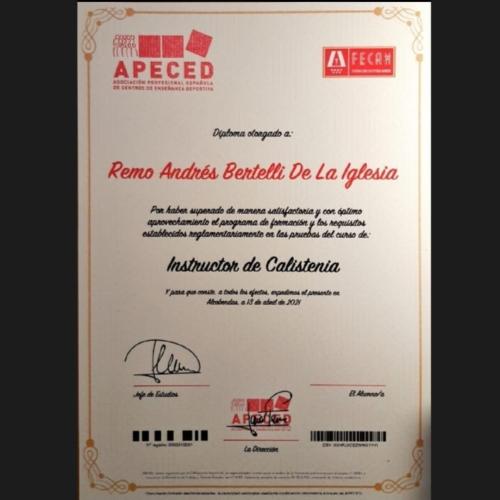 APECED
ASOCIACIÓN PROFESIONAL ESPAÑOLA
DE CENTROS DE ENSEÑANZA DEPORTIVA
FECAM
Diploma otorgado a:
Remo Andrés Bertelli De La Iglesia
Por haber superado de manera satisfactoria y con óptimo
aprovechamiento el programa de formación y los requisitos
establecidos reglamentariamente en las pruebas del curso de:
Instructor de Calistenia
Y para que conste, a todos los efectos, expedimos el presente en
Alcobendas, a 13 de abril de 2021
Jefe de Estudios
El Alumno/a
La Dirección